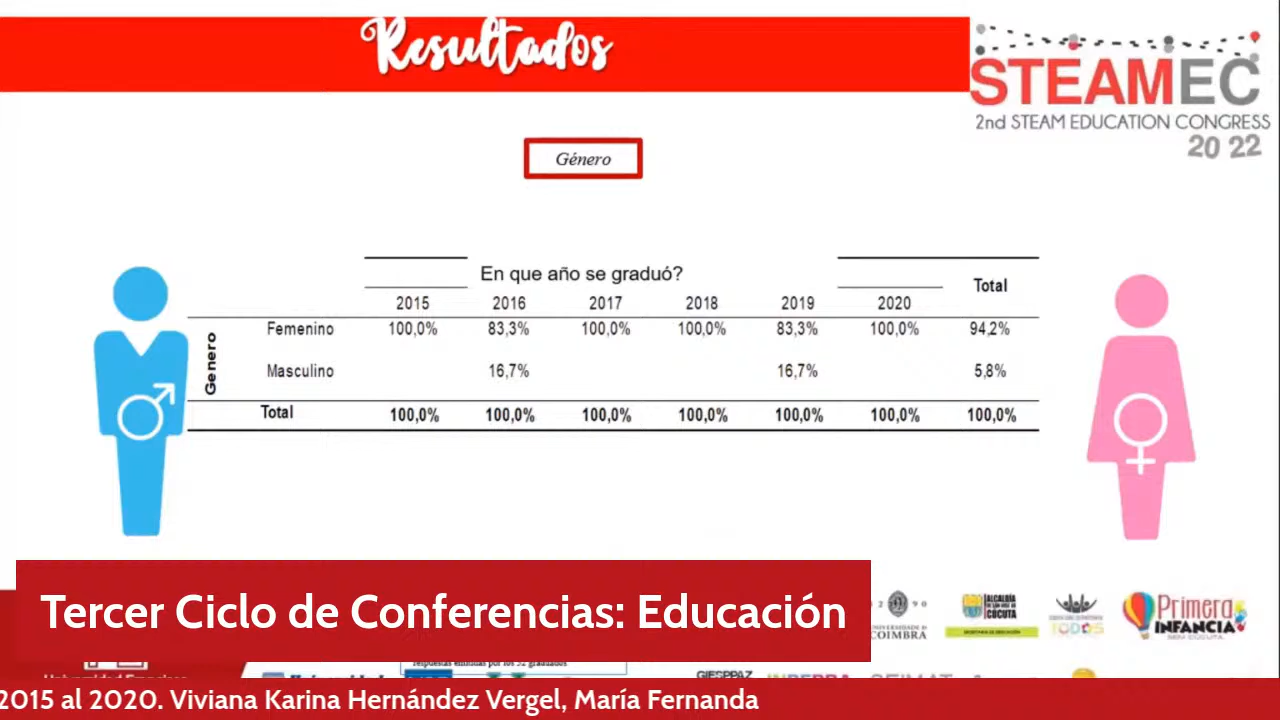 Resultados
STEAMEC
2nd STEAM EDUCATION CONGRESS
20 22
Género
En que año se graduó?
Total
2015 2016 2017 2018 2019 2020
Genero
Femenino 100,0% 83,3% 100,0% 100,0% 83,3% 100,0% 94,2%
Masculino 16,7% 16,7% 5,8%
Total 100,0% 100,0% 100,0% 100,0% 100,0% 100,0% 100,0%
Tercer Ciclo de Conferencias: Educación
COIMBRA
ALCALDÍA
CÚCUTA
TODOS
Primera
INFANCIA
2015 al 2020. Viviana Karina Hernández Vergel, María Fernanda